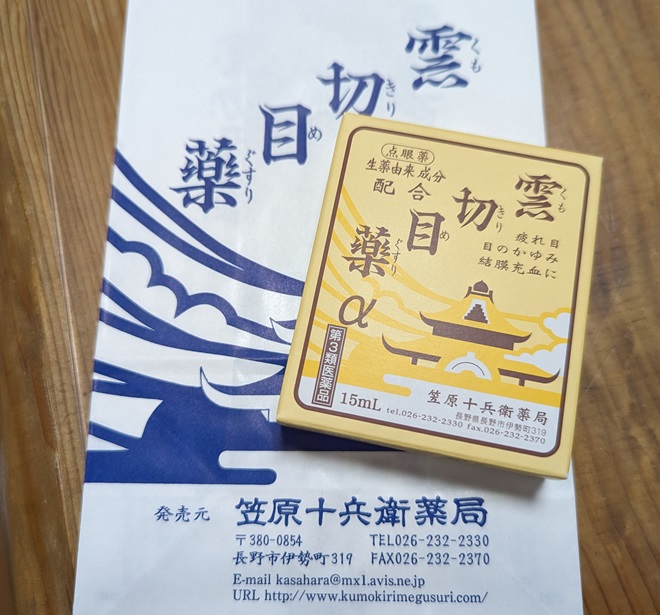 雲切目薬
くもきりめぐすり
発売元 笠原十兵衛薬局
〒380-0854 TEL026-232-2330
長野市伊勢町319 FAX026-232-2370
E-mail kasahara@mx1.avis.ne.jp
URL http://www.kumokirimegusuri.com/
点眼薬
生薬由来成分
配合
雲切目薬α
くもきりめぐすり
疲れ目
目のかゆみ
結膜充血に
第3類医薬品
15mL
笠原十兵衛薬局
長野県長野市伊勢町319
tel.026-232-2330 fax.026-232-2370